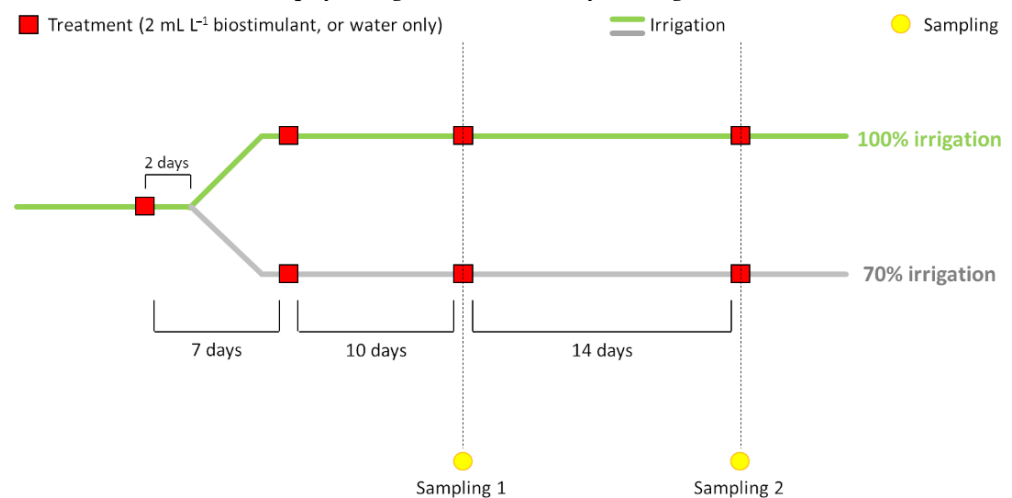 Treatment (2 mL L⁻¹ biostimulant, or water only)
Irrigation
Sampling
100% irrigation
2 days
70% irrigation
7 days
10 days
14 days
Sampling 1
Sampling 2